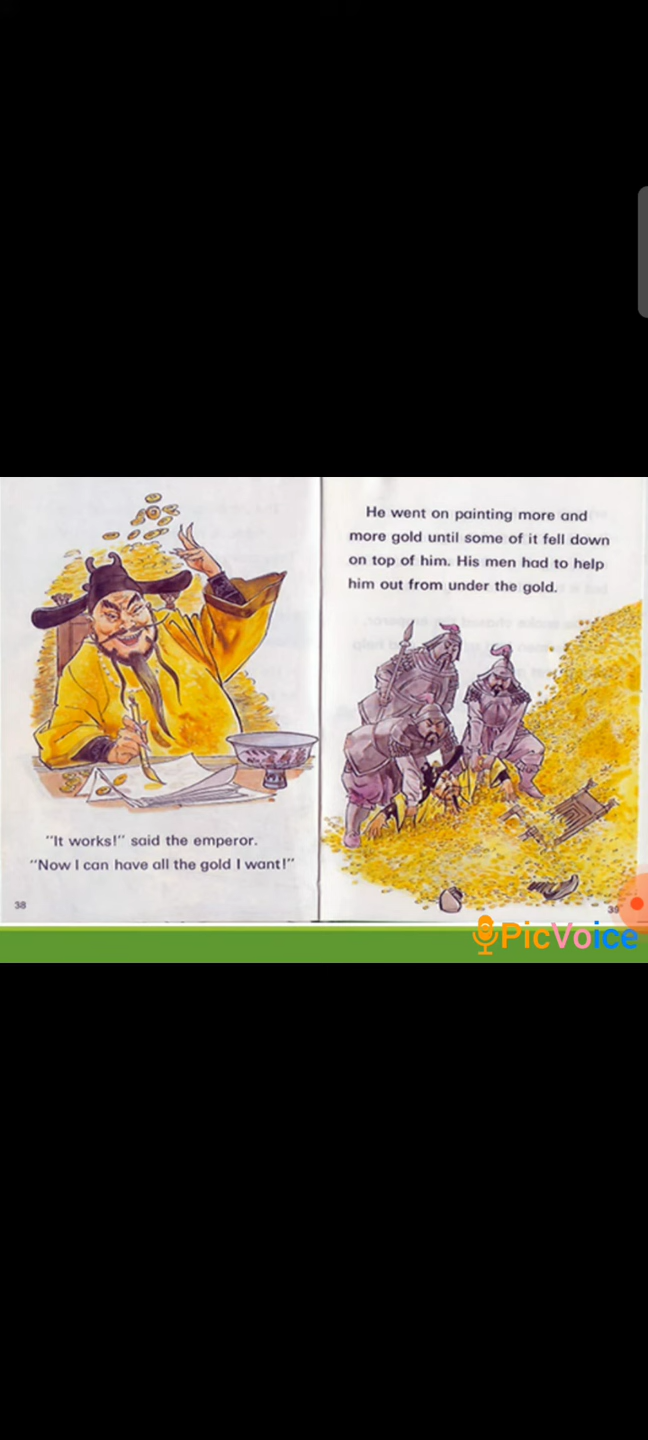 "It works!" said the emperor.
"Now I can have all the gold I want!"
38
He went on painting more and
more gold until some of it fell down
on top of him. His men had to help
him out from under the gold.
PicVoice